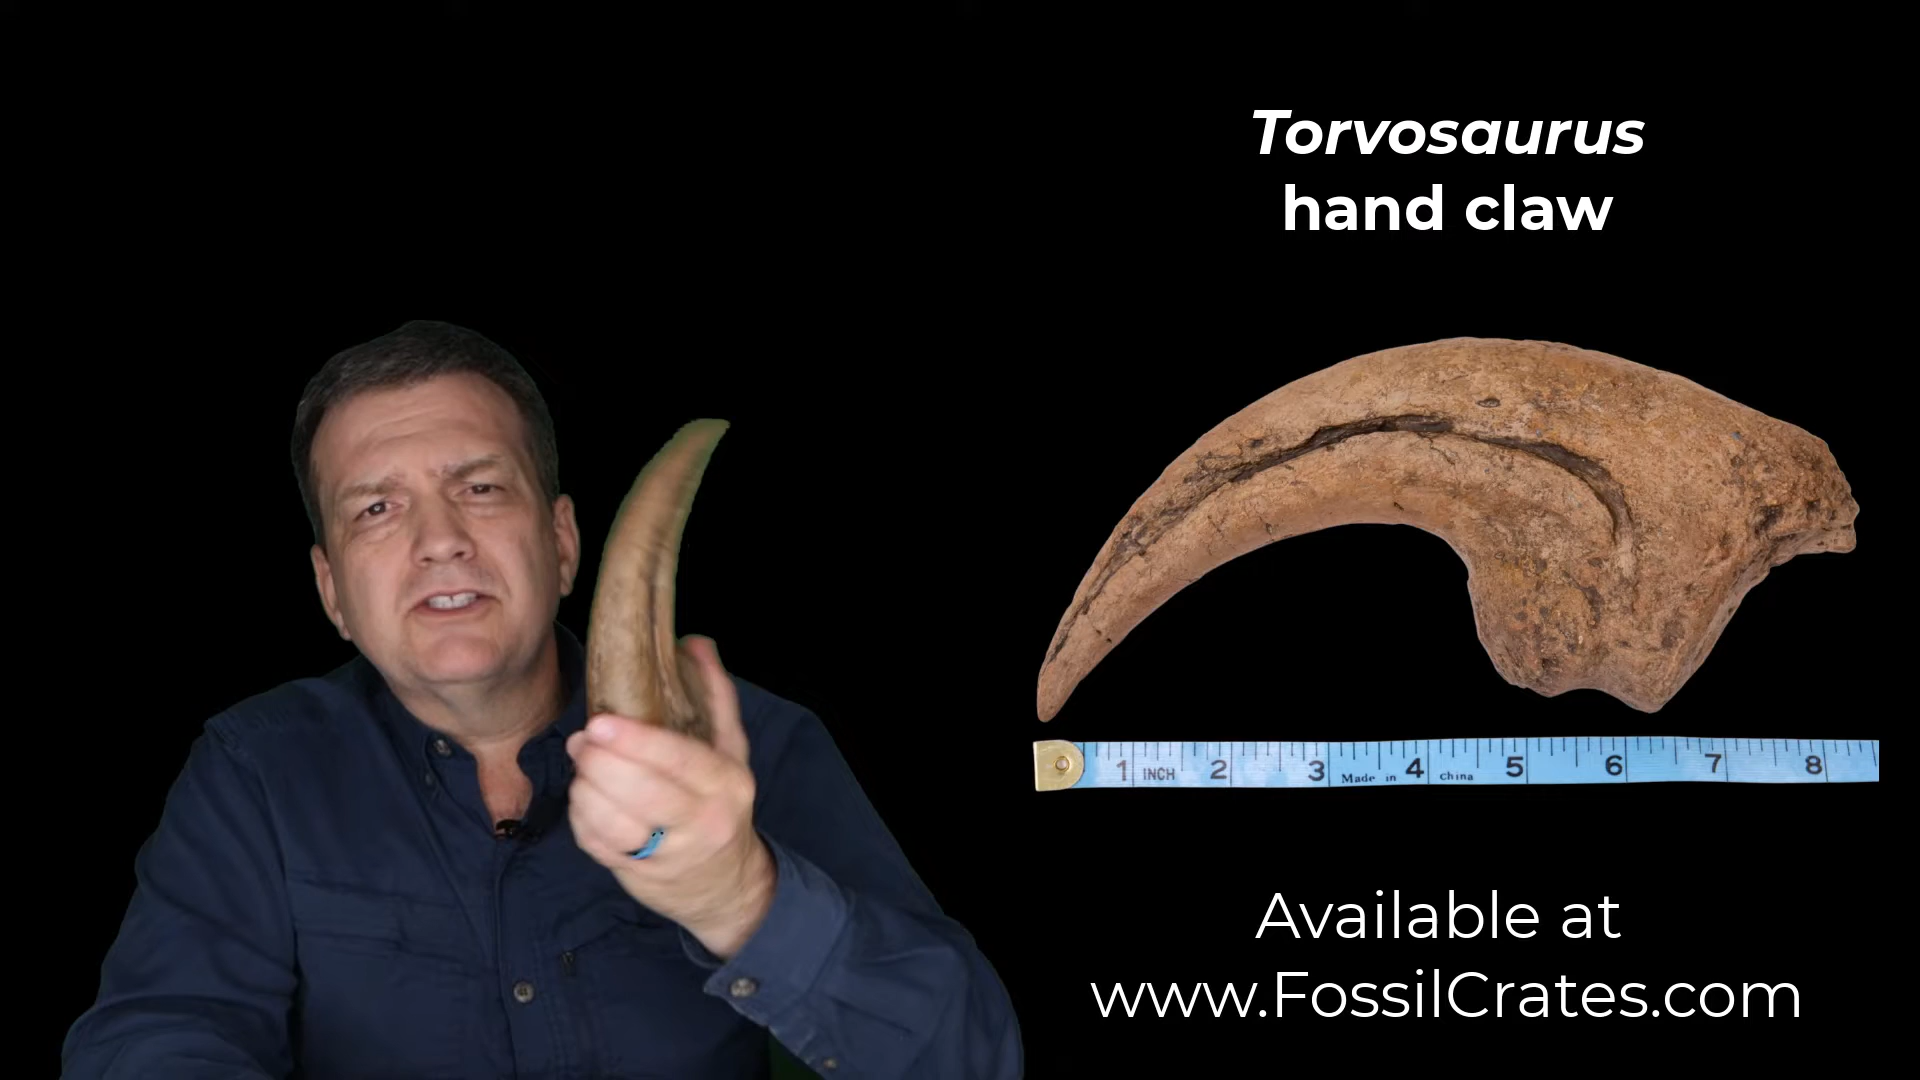 Torvosaurus
hand claw
1 INCH 2 3 Made in 4 China 5 6 7 8
Available at
www.FossilCrates.com